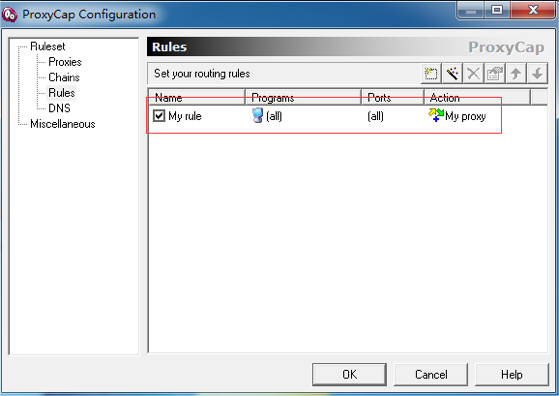 ProxyCap Configuration
Ruleset
Proxies
Chains
Rules
DNS
Miscellaneous
Rules ProxyCap
Set your routing rules
Name Programs Ports Action
My rule (all) (all) My proxy
OK Cancel Help